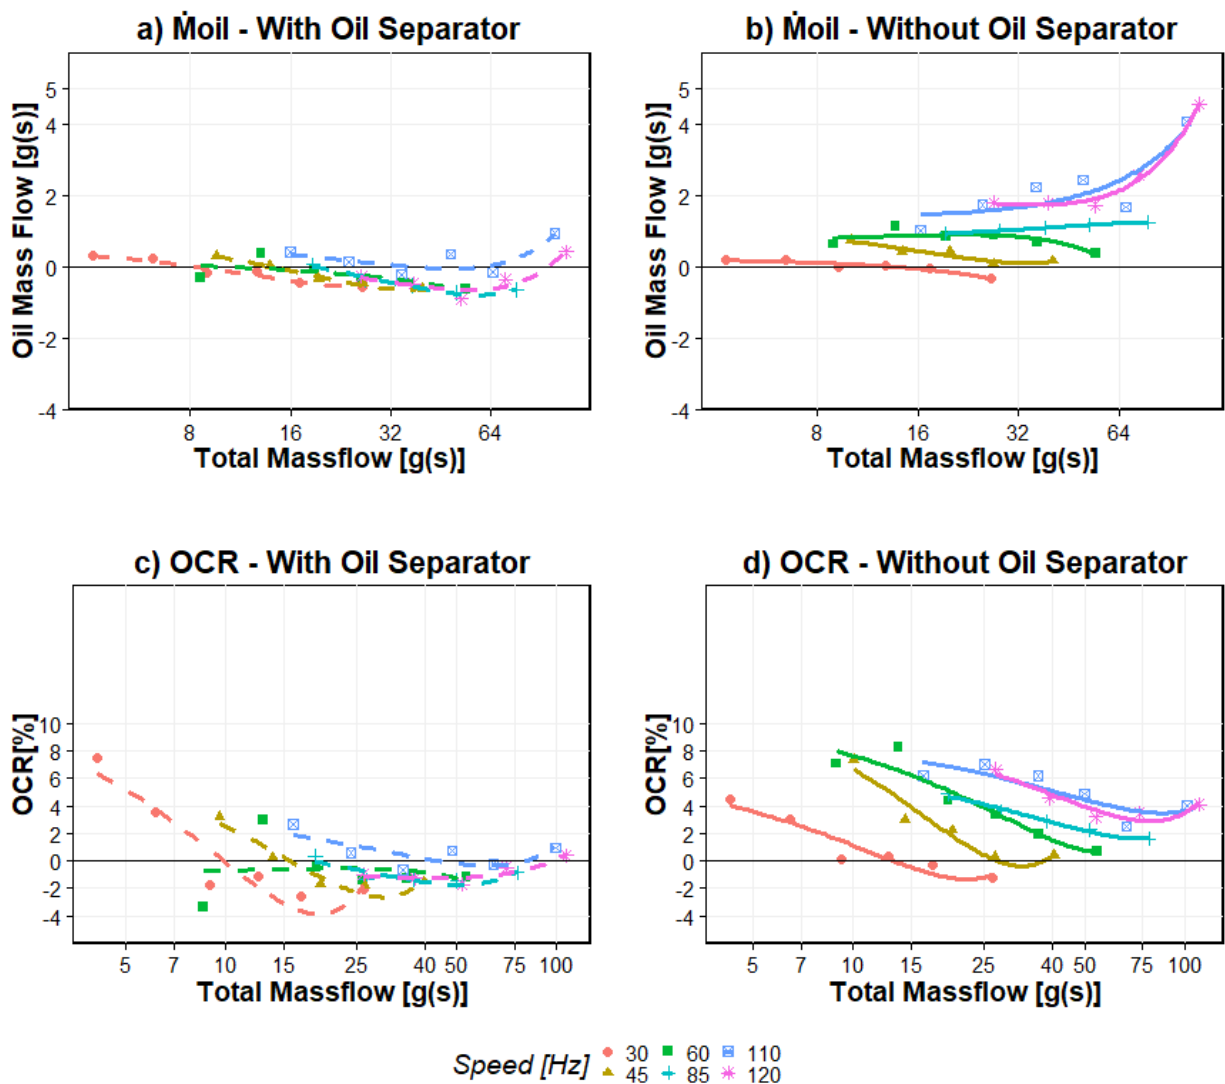 a) Ṁoil - With Oil Separator
Oil Mass Flow [g(s)]
5
4
2
0
-2
-4
8 16 32 64
Total Massflow [g(s)]
b) Ṁoil - Without Oil Separator
Oil Mass Flow [g(s)]
5
4
2
0
-2
-4
8 16 32 64
Total Massflow [g(s)]
c) OCR - With Oil Separator
OCR[%]
10
8
6
4
2
0
-2
-4
5 7 10 15 25 40 50 75 100
Total Massflow [g(s)]
d) OCR - Without Oil Separator
OCR[%]
10
8
6
4
2
0
-2
-4
5 7 10 15 25 40 50 75 100
Total Massflow [g(s)]
Speed [Hz]
30 60 110
45 85 120